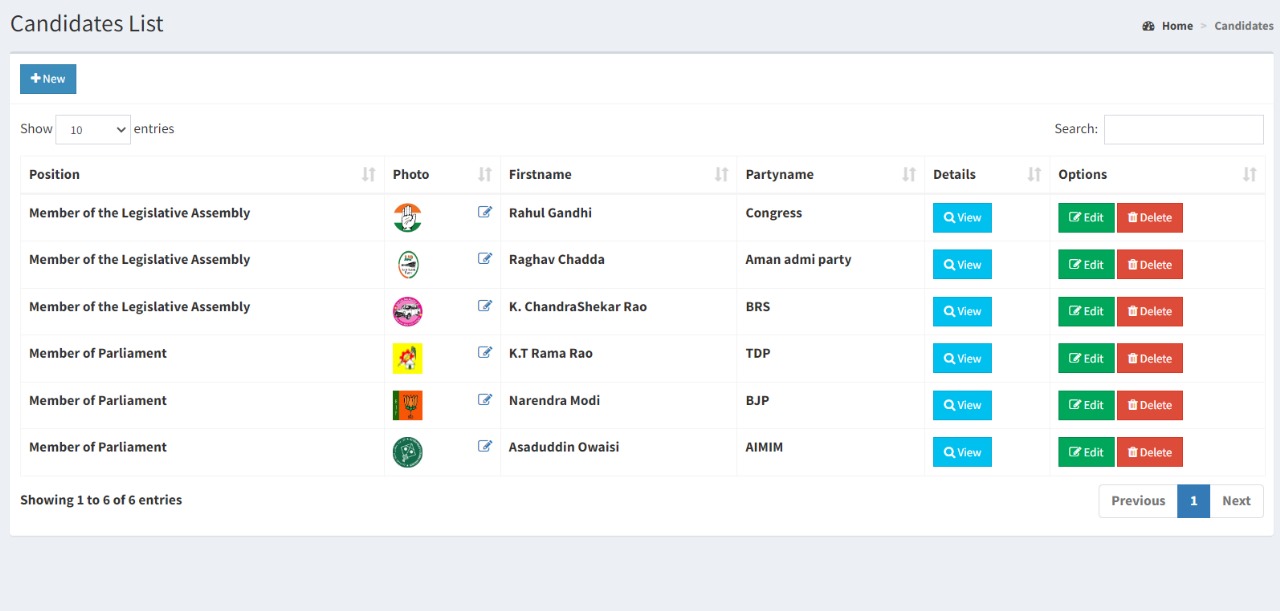 Candidates List
Home > Candidates
New
Show 10 entries
Search:
Position Photo Firstname Partyname Details Options
Member of the Legislative Assembly Rahul Gandhi Congress View Edit Delete
Member of the Legislative Assembly Raghav Chadda Aman admi party View Edit Delete
Member of the Legislative Assembly K. ChandraShekar Rao BRS View Edit Delete
Member of Parliament K.T Rama Rao TDP View Edit Delete
Member of Parliament Narendra Modi BJP View Edit Delete
Member of Parliament Asaduddin Owaisi AIMIM View Edit Delete
Showing 1 to 6 of 6 entries
Previous 1 Next